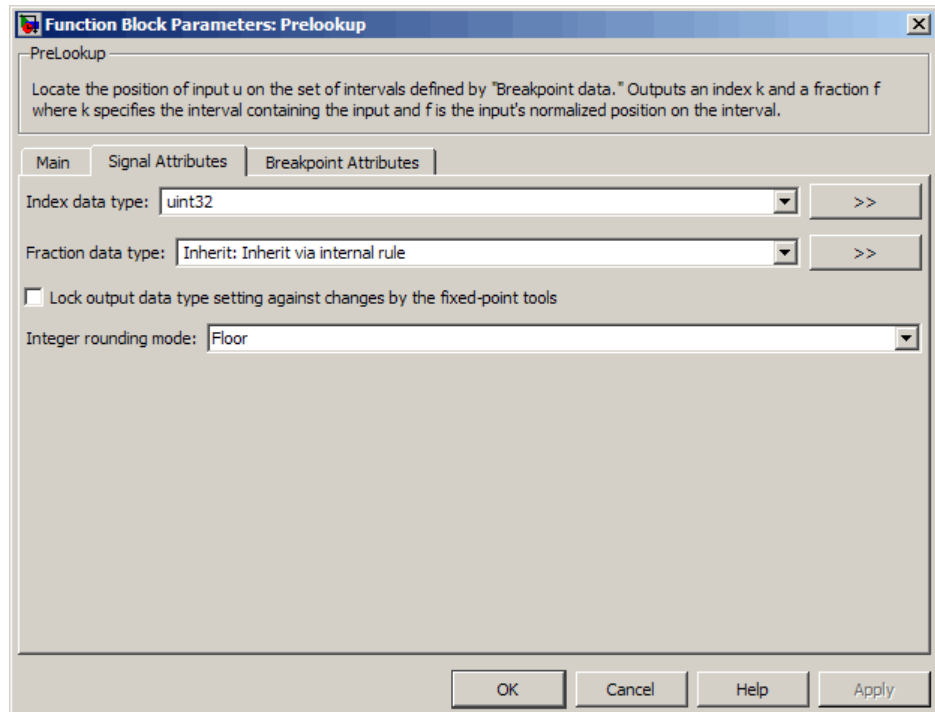 Function Block Parameters: Prelookup
PreLookup
Locate the position of input u on the set of intervals defined by "Breakpoint data." Outputs an index k and a fraction f
where k specifies the interval containing the input and f is the input's normalized position on the interval.
Main Signal Attributes Breakpoint Attributes
Index data type: uint32 >>
Fraction data type: Inherit: Inherit via internal rule >>
Lock output data type setting against changes by the fixed-point tools
Integer rounding mode: Floor
OK Cancel Help Apply